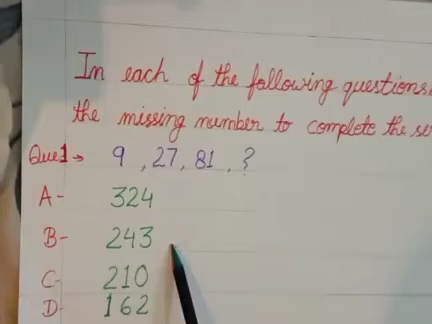 In each of the following questions
the missing number to complete the
Que1→ 9 , 27, 81, ?
A- 324
B- 243
C- 210
D- 162